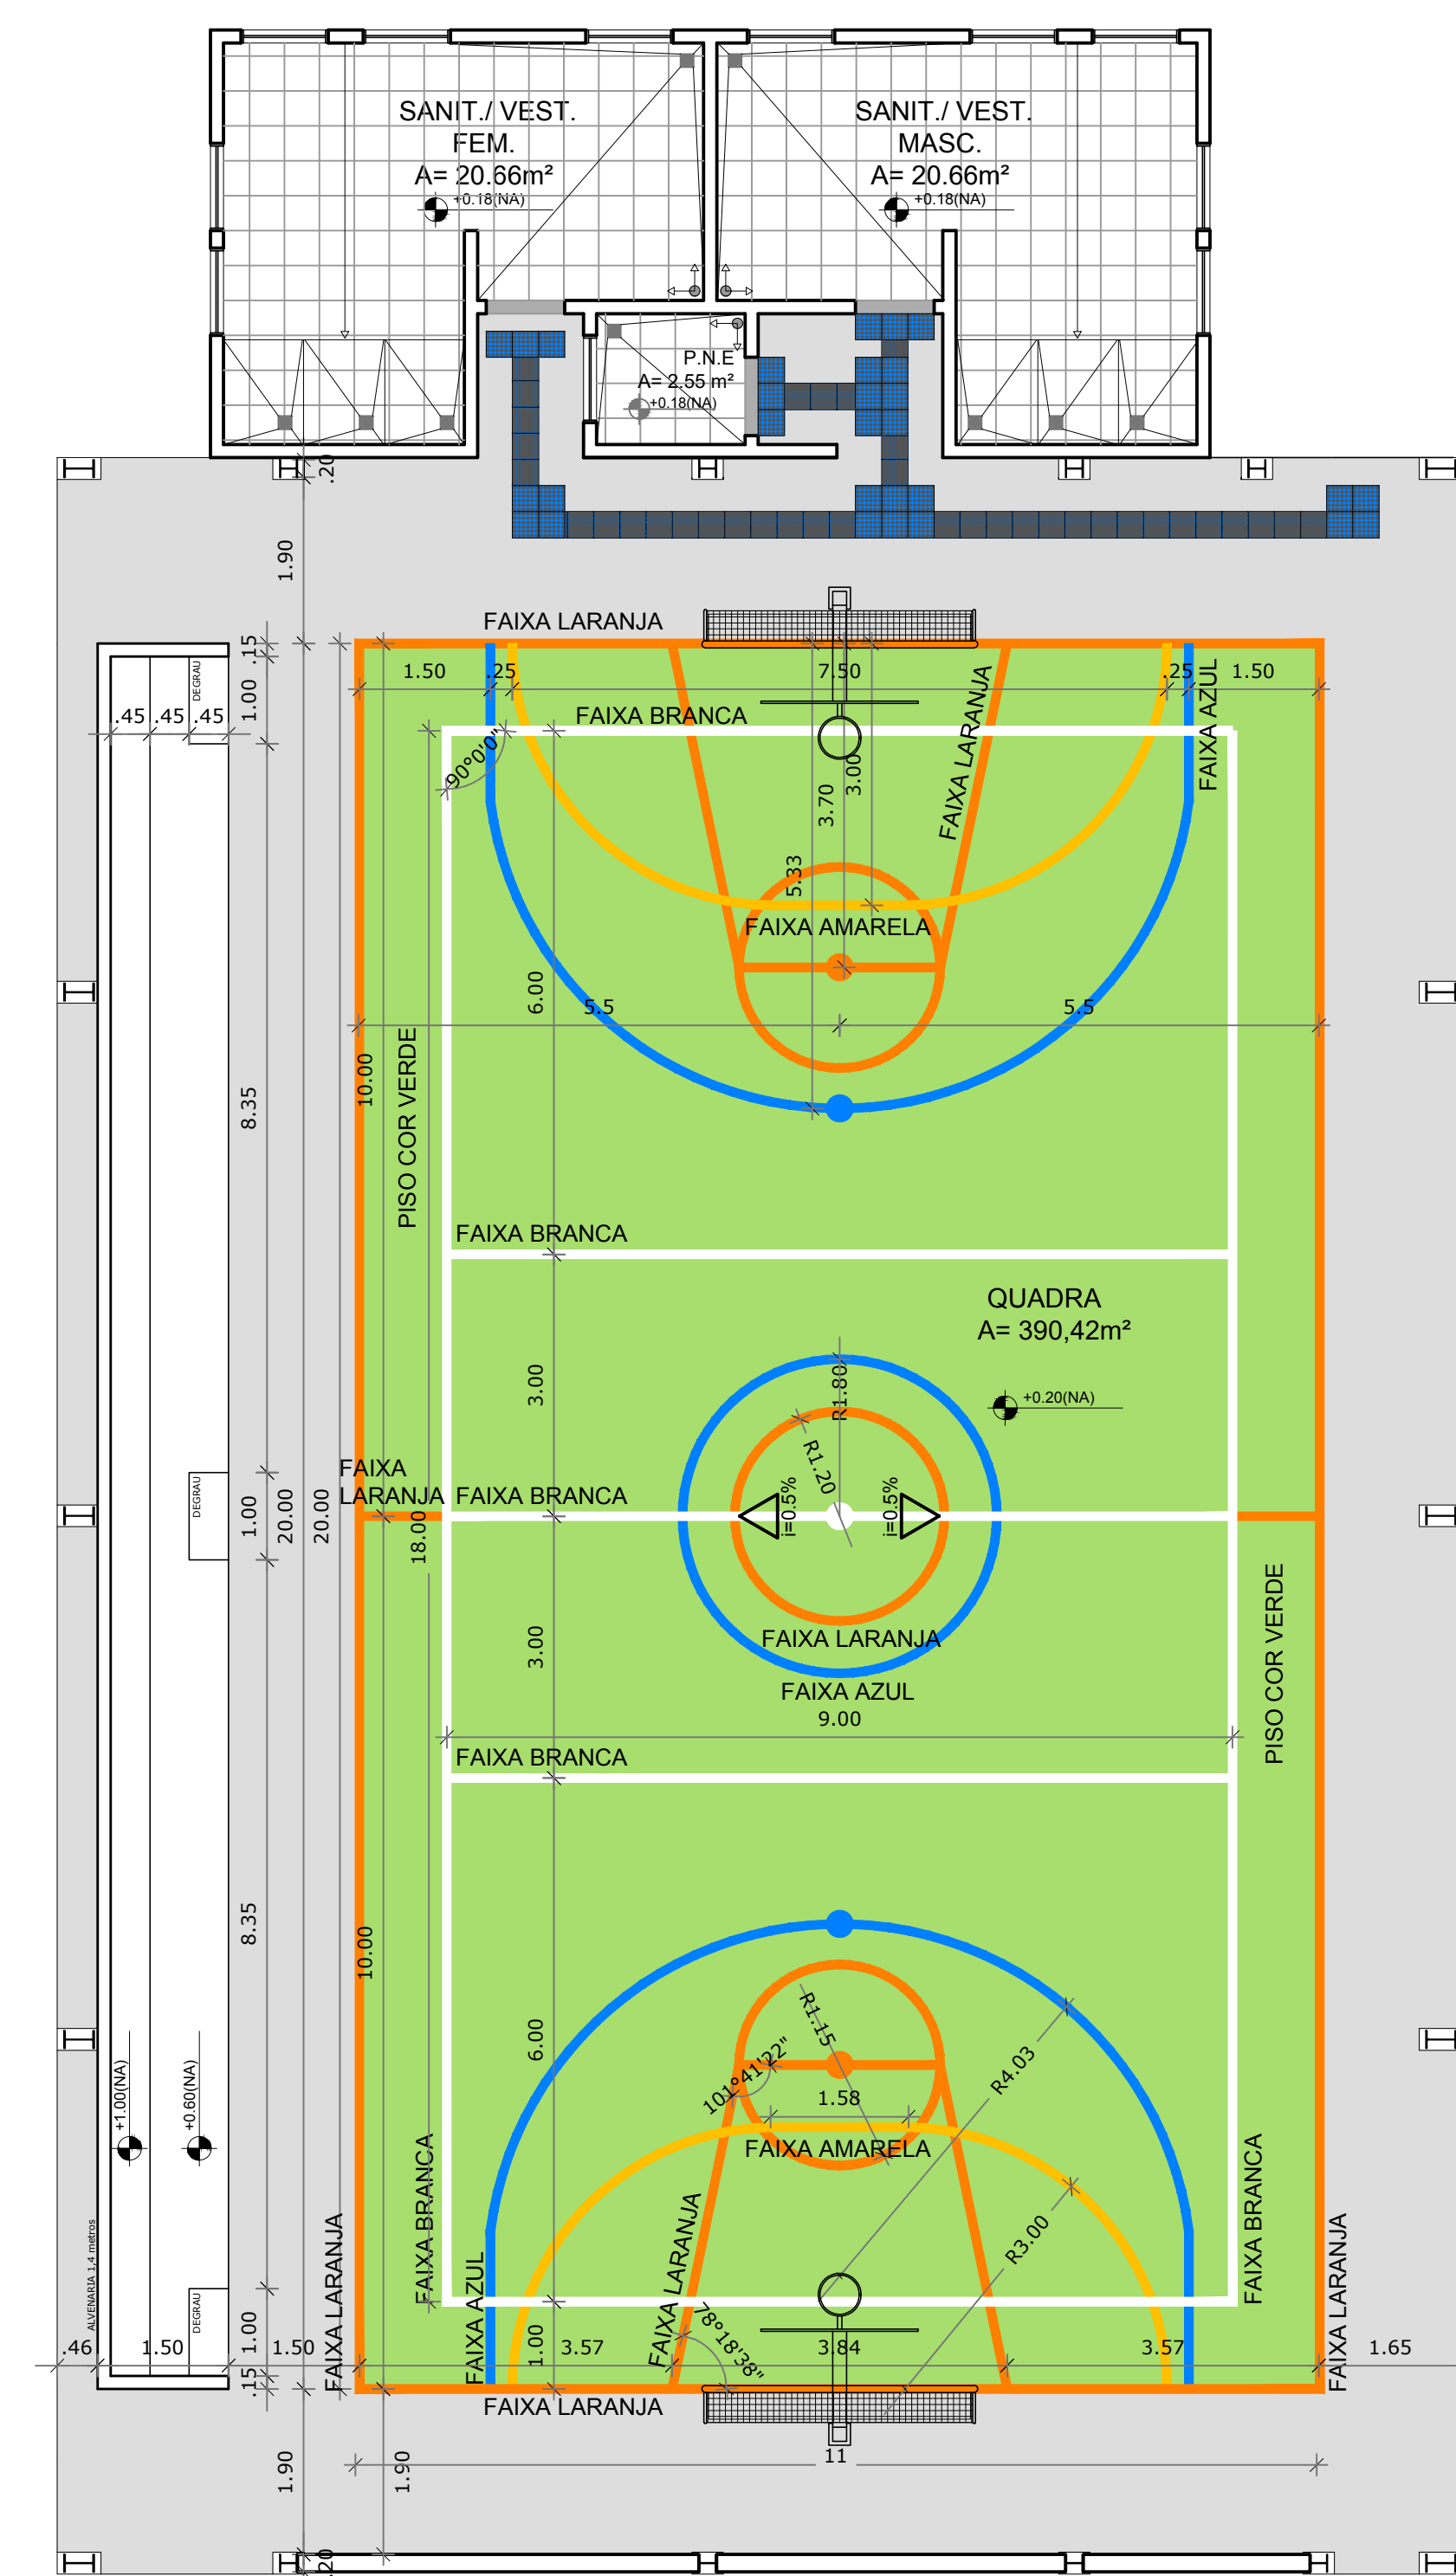 SANIT./ VEST.
FEM.
A= 20.66m²
+0.18(NA)
SANIT./ VEST.
MASC.
A= 20.66m²
+0.18(NA)
P.N.E
A= 2.55 m²
+0.18(NA)
.20
1.90
FAIXA LARANJA
.15
DEGRAU
1.00
1.50
.25
7.50
.25
1.50
.45
.45
.45
FAIXA BRANCA
FAIXA LARANJA
FAIXA AZUL
90°0'0"
3.00
3.70
5.33
FAIXA AMARELA
6.00
5.5
5.5
10.00
PISO COR VERDE
8.35
FAIXA BRANCA
QUADRA
A= 390,42m²
+0.20(NA)
3.00
R1.80
R1.20
FAIXA
LARANJA
FAIXA BRANCA
i=0.5%
i=0.5%
DEGRAU
1.00
20.00
20.00
18.00
3.00
FAIXA LARANJA
FAIXA AZUL
9.00
PISO COR VERDE
FAIXA BRANCA
8.35
10.00
6.00
R1.15
R4.03
101°41'22"
1.58
FAIXA AMARELA
+1.00(NA)
+0.60(NA)
FAIXA BRANCA
FAIXA BRANCA
R3.00
ALVENARIA 1,4 metros
FAIXA LARANJA
FAIXA AZUL
FAIXA LARANJA
FAIXA LARANJA
DEGRAU
78°18'38"
1.00
1.00
.46
1.50
1.50
3.57
3.84
3.57
1.65
.15
FAIXA LARANJA
11
1.90
1.90
.20